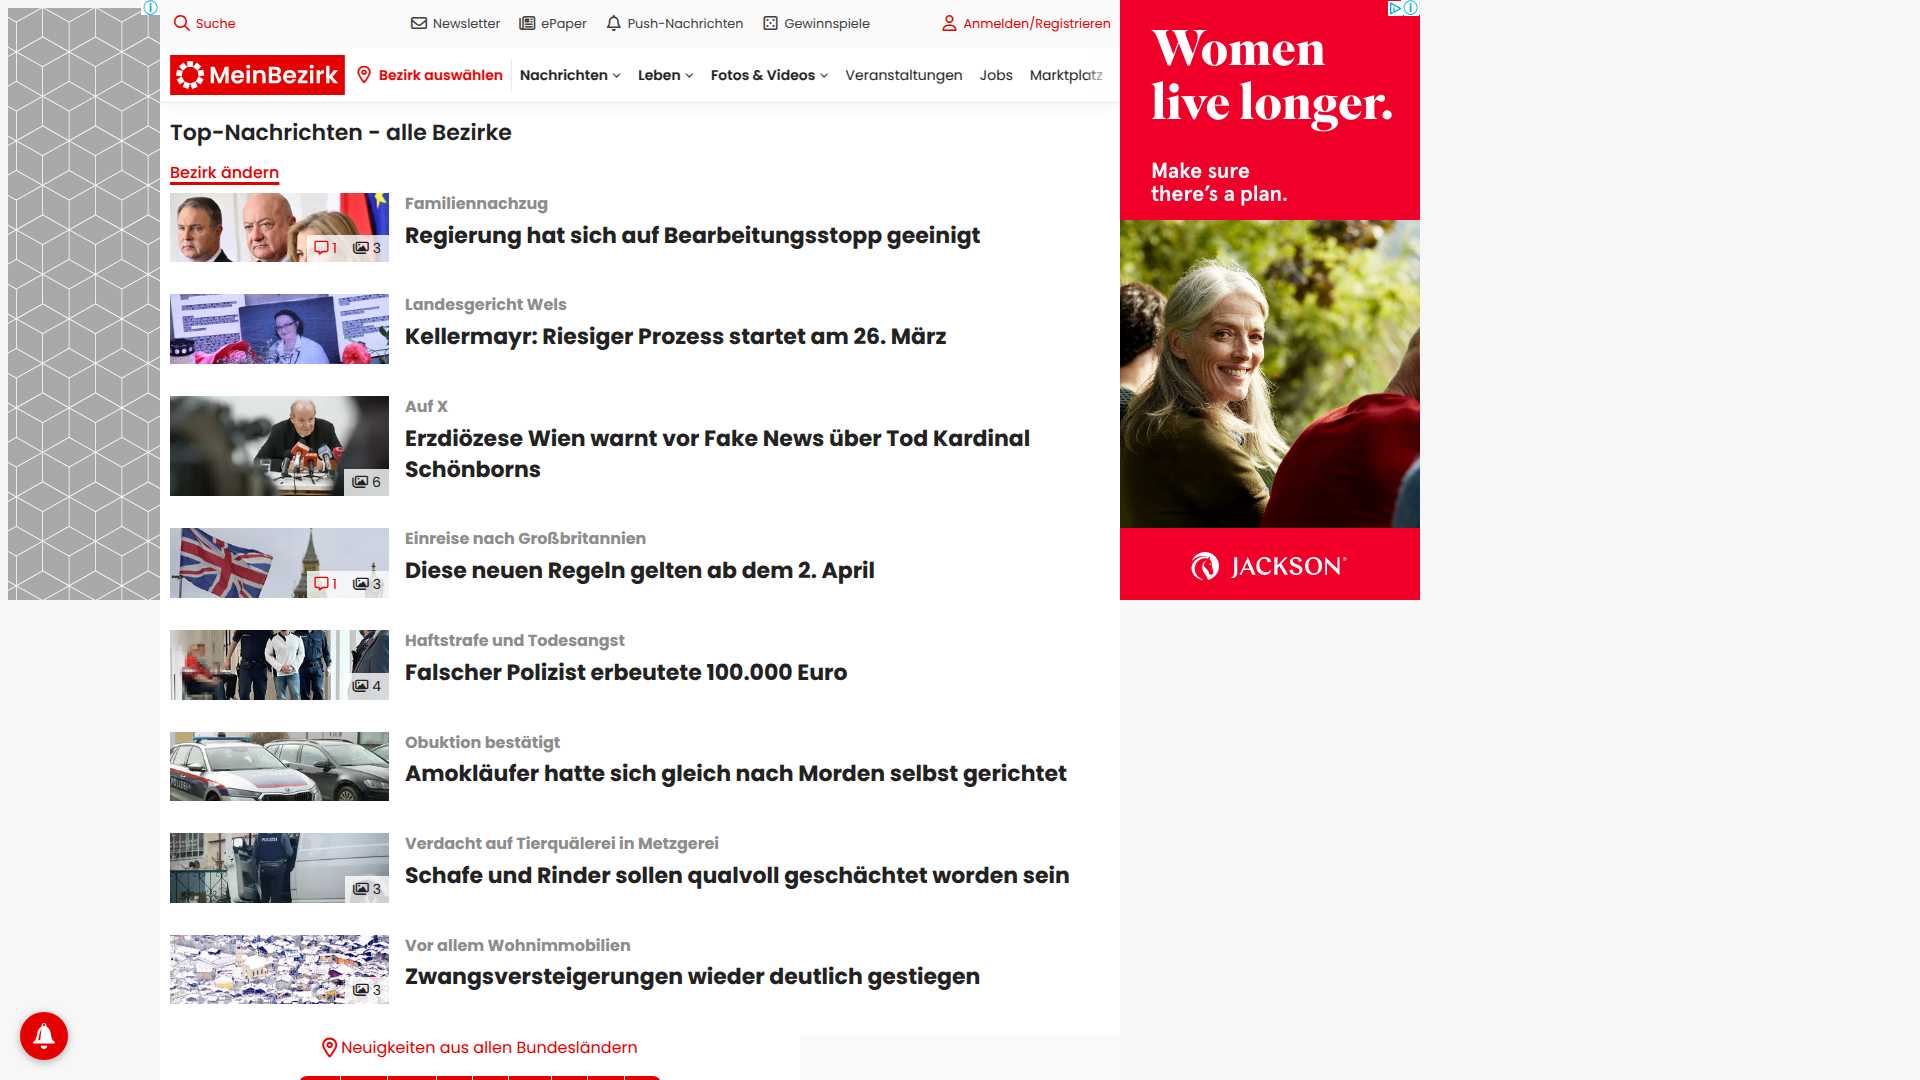 Suche
Newsletter
ePaper
Push-Nachrichten
Gewinnspiele
Anmelden/Registrieren
MeinBezirk
Bezirk auswählen
Nachrichten
Leben
Fotos & Videos
Veranstaltungen
Jobs
Marktplatz
Top-Nachrichten - alle Bezirke
Bezirk ändern
Familiennachzug
Regierung hat sich auf Bearbeitungsstopp geeinigt
1
3
Landesgericht Wels
Kellermayr: Riesiger Prozess startet am 26. März
Auf X
Erzdiözese Wien warnt vor Fake News über Tod Kardinal
Schönborns
6
Einreise nach Großbritannien
Diese neuen Regeln gelten ab dem 2. April
1
3
Haftstrafe und Todesangst
Falscher Polizist erbeutete 100.000 Euro
4
Obuktion bestätigt
Amokläufer hatte sich gleich nach Morden selbst gerichtet
Verdacht auf Tierquälerei in Metzgerei
Schafe und Rinder sollen qualvoll geschächtet worden sein
3
Vor allem Wohnimmobilien
Zwangsversteigerungen wieder deutlich gestiegen
3
Neuigkeiten aus allen Bundesländern
Women
live longer.
Make sure
there's a plan.
JACKSON®